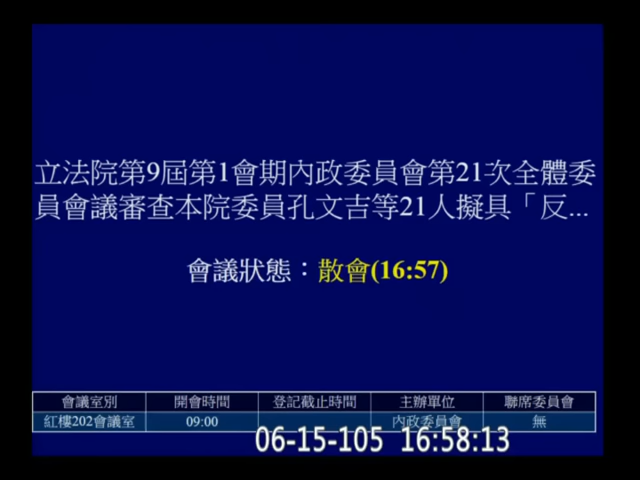 立法院第9屆第1會期內政委員會第21次全體委
員會議審查本院委員孔文吉等21人擬具「反...
會議狀態：散會(16:57)
會議室別 開會時間 登記截止時間 主辦單位 聯席委員會
紅樓202會議室 09:00 內政委員會 無
06-15-105 16:58:13